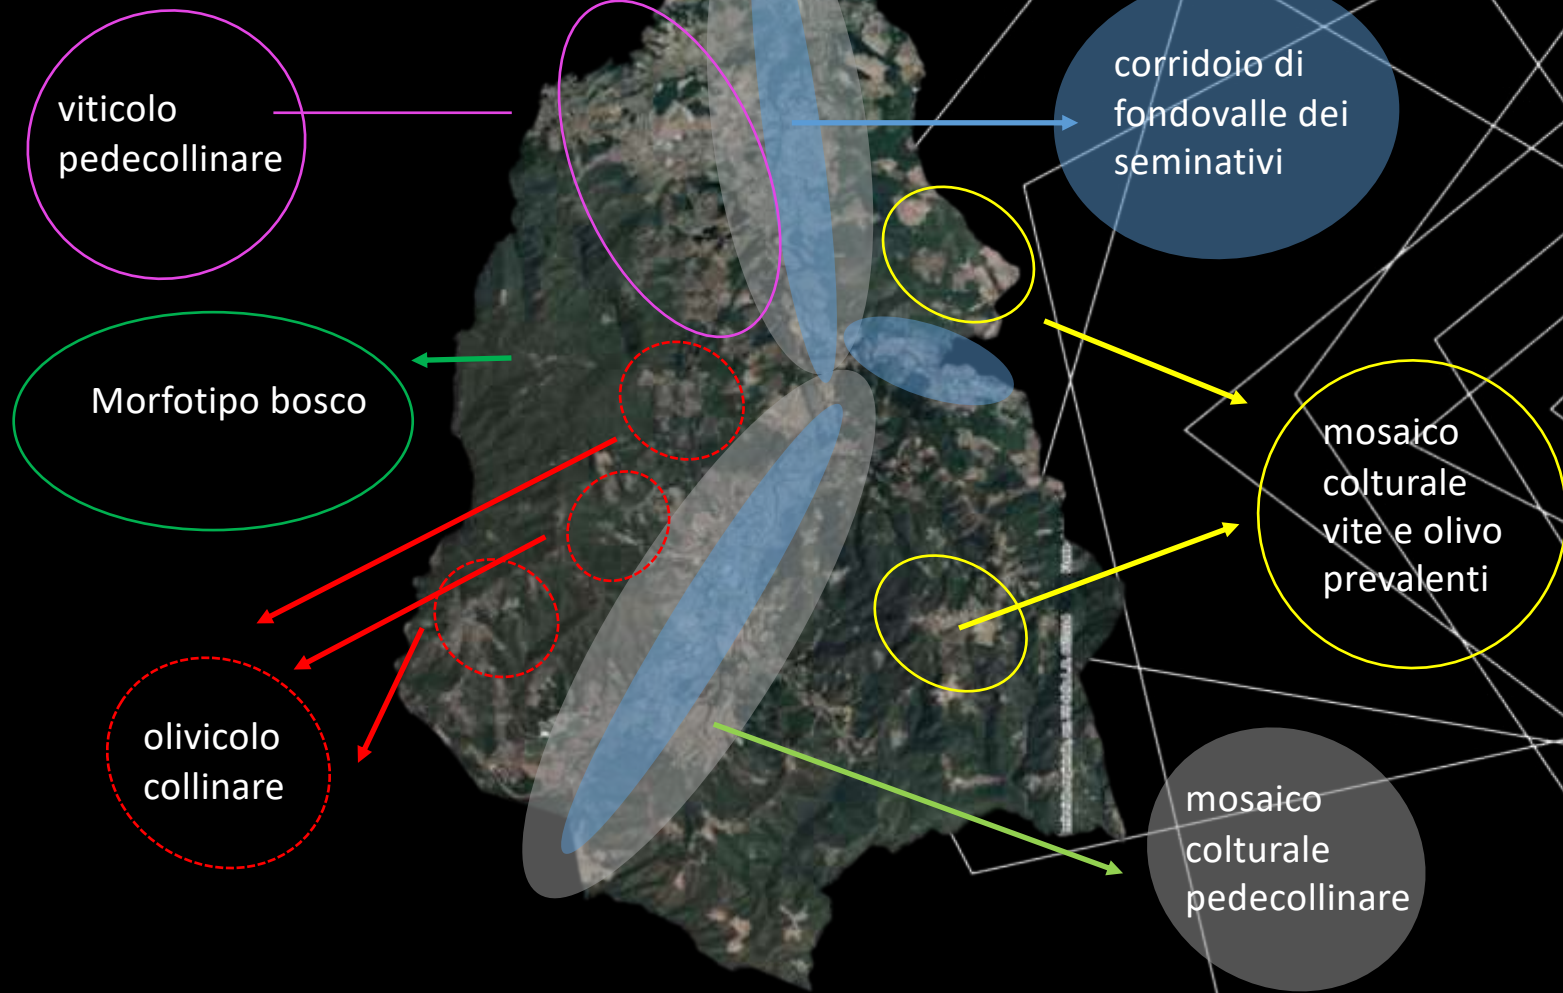 viticolo
pedecollinare
corridoio di
fondovalle dei
seminativi
Morfotipo bosco
mosaico
colturale
vite e olivo
prevalenti
olivicolo
collinare
mosaico
colturale
pedecollinare